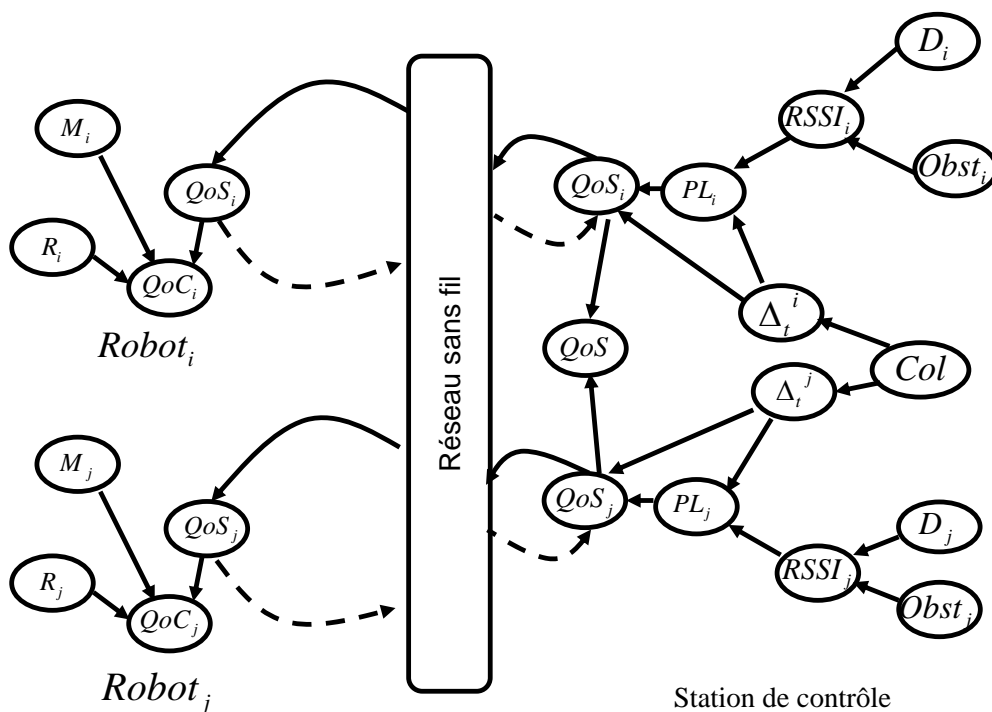 M_i
QoS_i
R_i
QoC_i
Robot_i
M_j
QoS_j
R_j
QoC_j
Robot_j
Réseau sans fil
D_i
RSSI_i
Obst_i
QoS_i
PL_i
Δ_t^i
QoS
Col
Δ_t^j
QoS_j
PL_j
D_j
RSSI_j
Obst_j
Station de contrôle